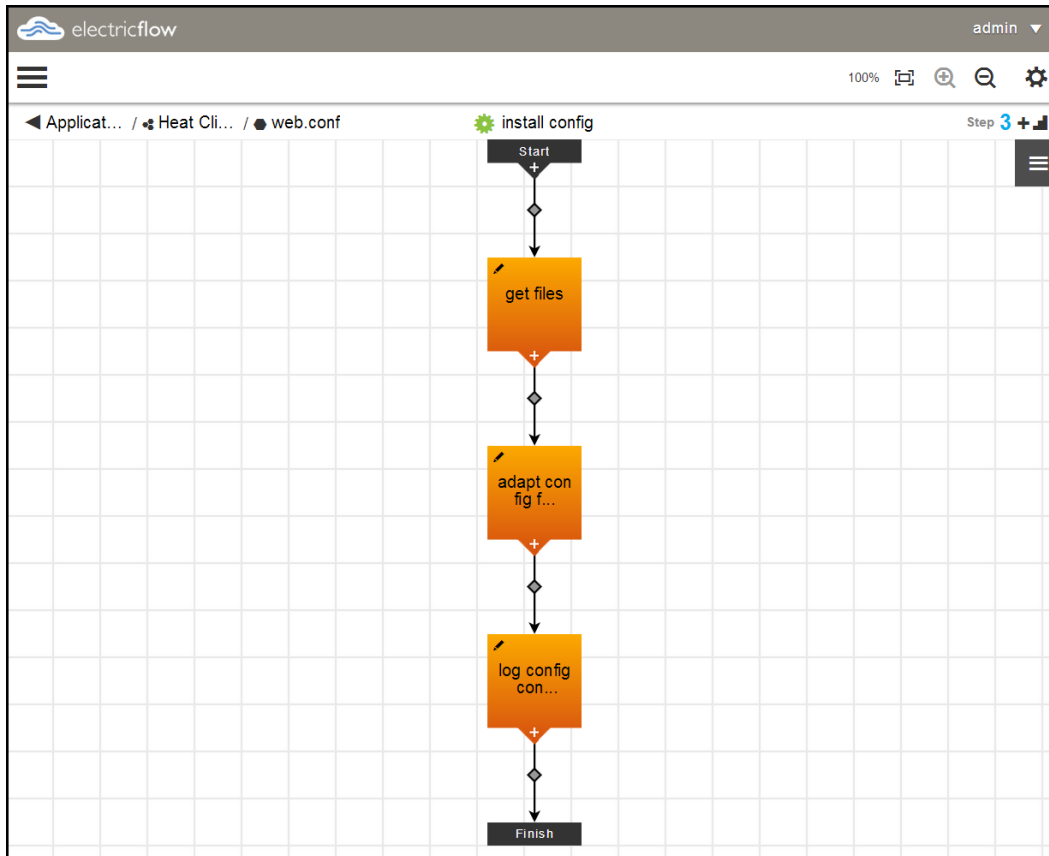 electricflow
admin
100%
Applicat... / Heat Cli... / web.conf
install config
Step 3
Start
get files
adapt con
fig f...
log config
con...
Finish